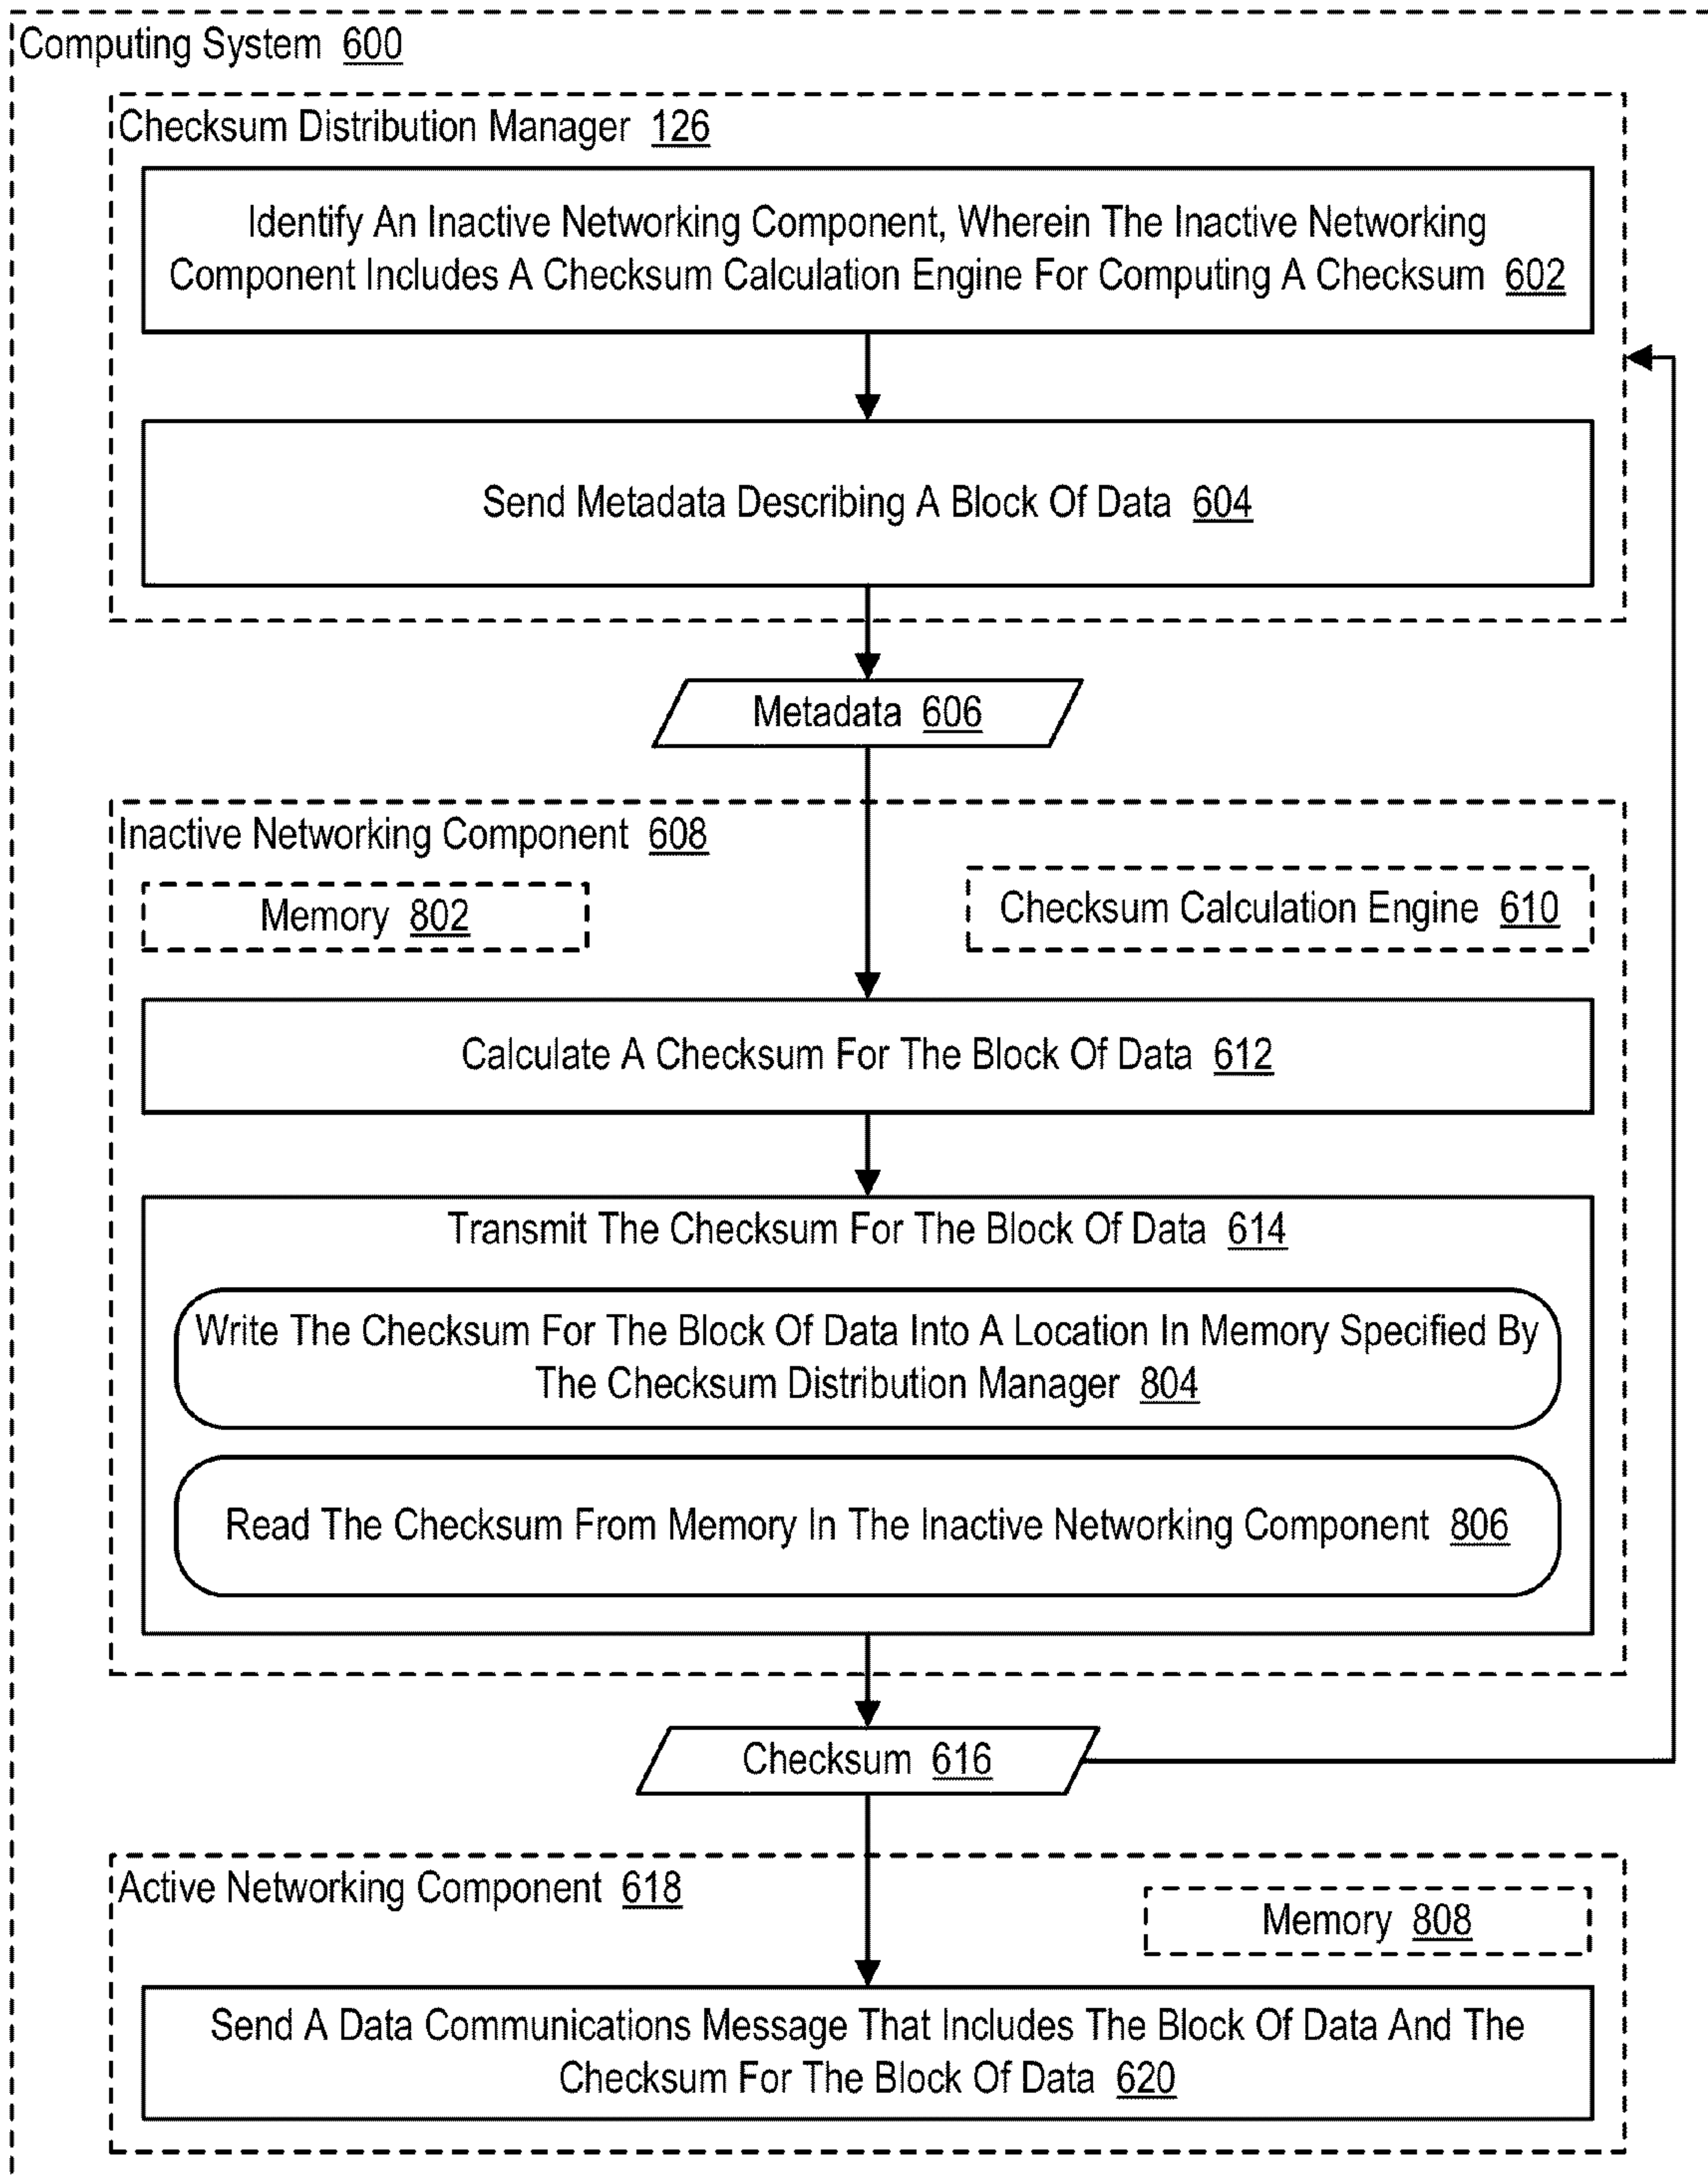 Computing System 600
Checksum Distribution Manager 126
Identify An Inactive Networking Component, Wherein The Inactive Networking
Component Includes A Checksum Calculation Engine For Computing A Checksum 602
Send Metadata Describing A Block Of Data 604
Metadata 606
Inactive Networking Component 608
Memory 802
Checksum Calculation Engine 610
Calculate A Checksum For The Block Of Data 612
Transmit The Checksum For The Block Of Data 614
Write The Checksum For The Block Of Data Into A Location In Memory Specified By
The Checksum Distribution Manager 804
Read The Checksum From Memory In The Inactive Networking Component 806
Checksum 616
Active Networking Component 618
Memory 808
Send A Data Communications Message That Includes The Block Of Data And The
Checksum For The Block Of Data 620